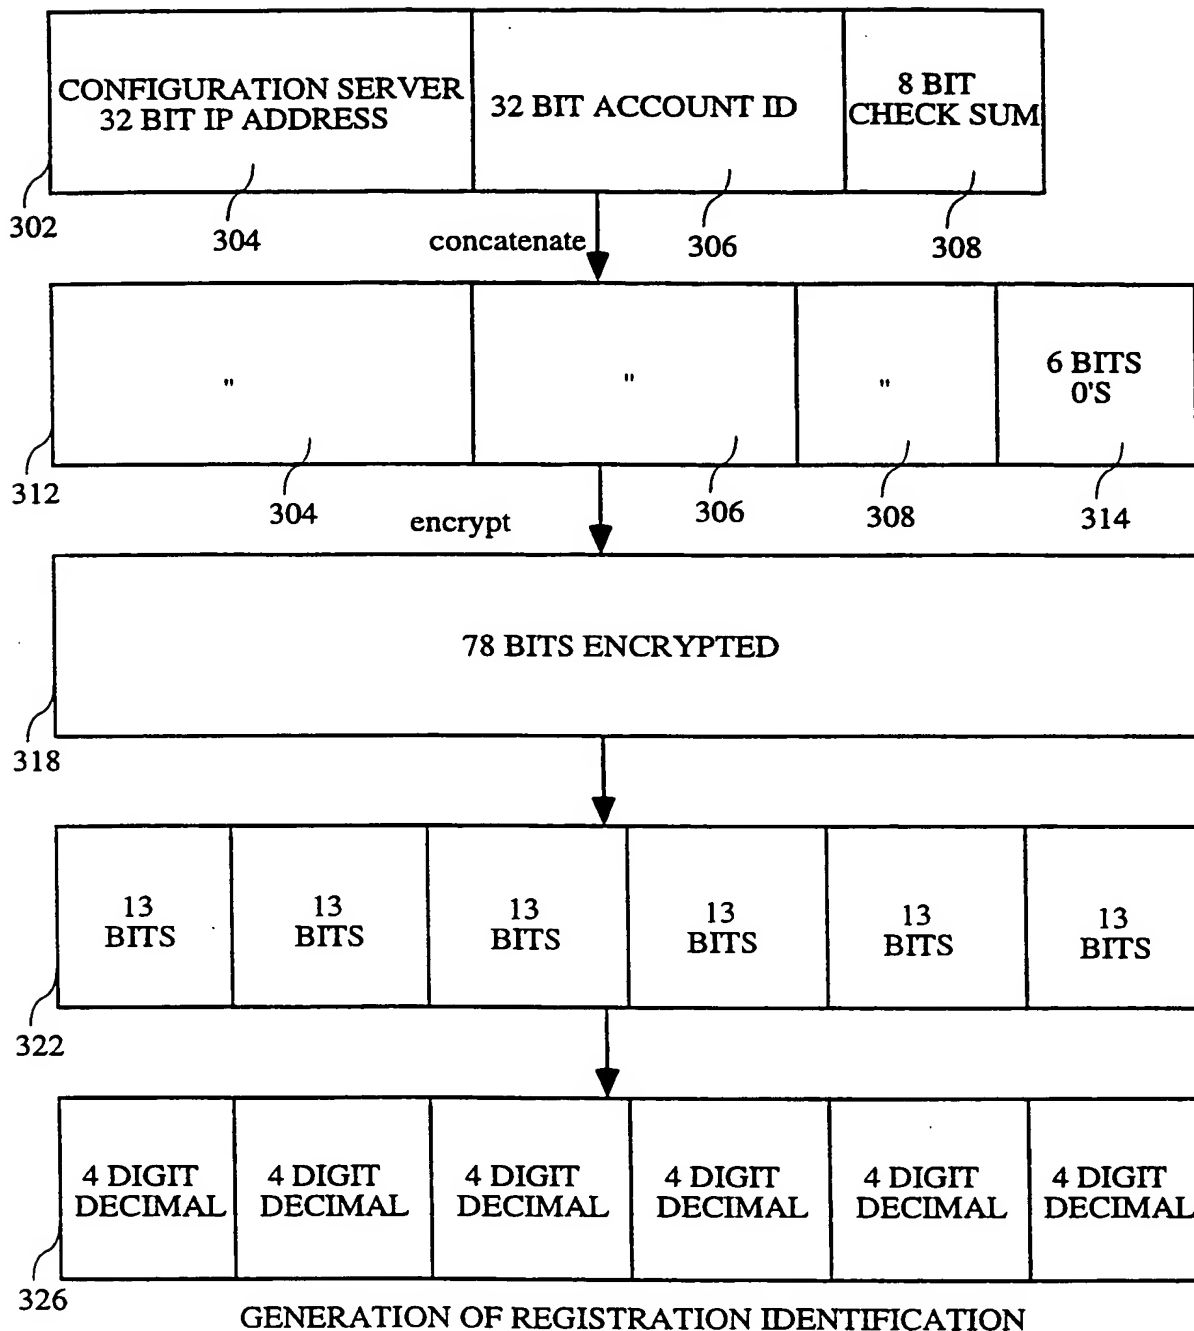 CONFIGURATION SERVER
32 BIT IP ADDRESS
32 BIT ACCOUNT ID
8 BIT
CHECK SUM
302
304
concatenate
306
308
"
"
"
6 BITS
0'S
312
304
encrypt
306
308
314
78 BITS ENCRYPTED
318
13
BITS
13
BITS
13
BITS
13
BITS
13
BITS
13
BITS
322
4 DIGIT
DECIMAL
4 DIGIT
DECIMAL
4 DIGIT
DECIMAL
4 DIGIT
DECIMAL
4 DIGIT
DECIMAL
4 DIGIT
DECIMAL
326
GENERATION OF REGISTRATION IDENTIFICATION